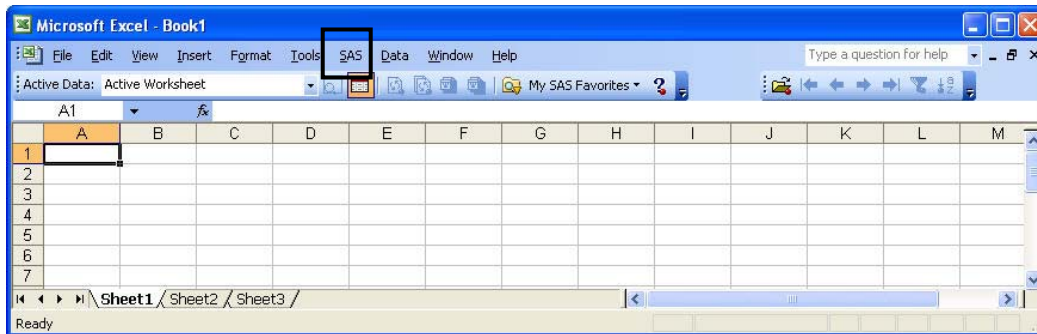 Microsoft Excel - Book1
File Edit View Insert Format Tools SAS Data Window Help Type a question for help
Active Data: Active Worksheet My SAS Favorites
A1 fx
A B C D E F G H I J K L M
1
2
3
4
5
6
7
Sheet1 / Sheet2 / Sheet3 /
Ready